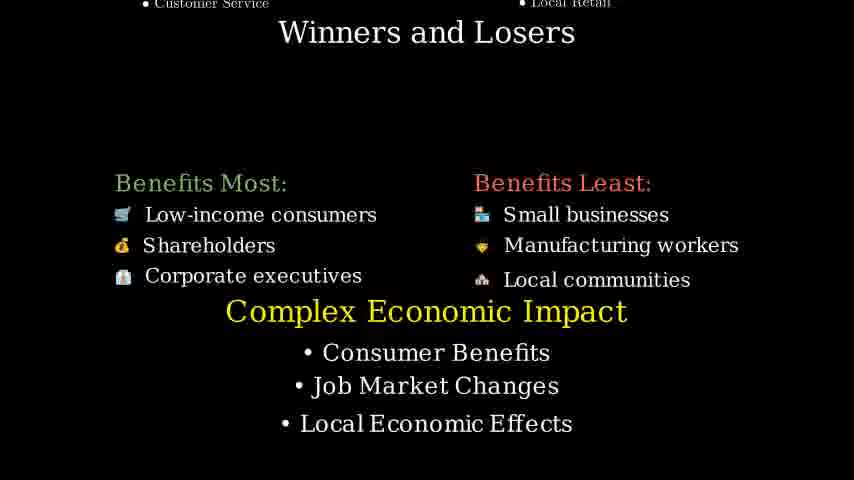 • Customer Service
• Local Retail
Winners and Losers
Benefits Most:
Low-income consumers
Shareholders
Corporate executives
Benefits Least:
Small businesses
Manufacturing workers
Local communities
Complex Economic Impact
• Consumer Benefits
• Job Market Changes
• Local Economic Effects